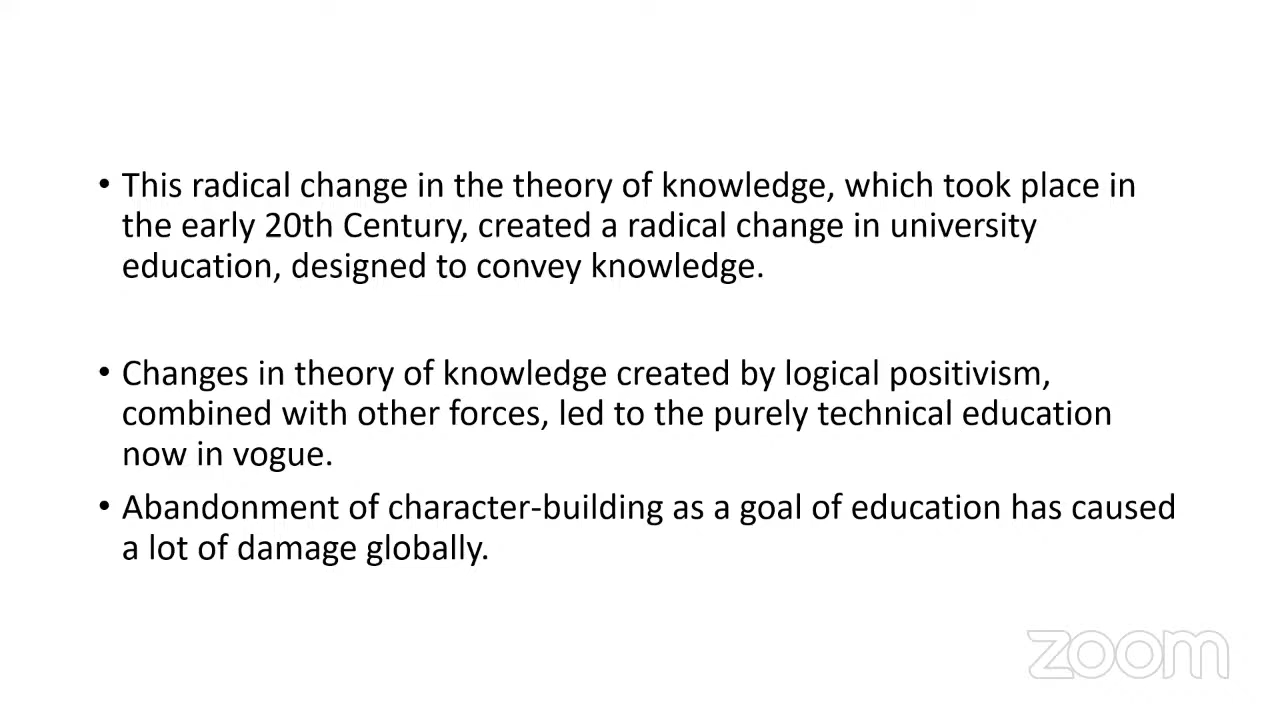 • This radical change in the theory of knowledge, which took place in
the early 20th Century, created a radical change in university
education, designed to convey knowledge.
• Changes in theory of knowledge created by logical positivism,
combined with other forces, led to the purely technical education
now in vogue.
• Abandonment of character-building as a goal of education has caused
a lot of damage globally.
zoom